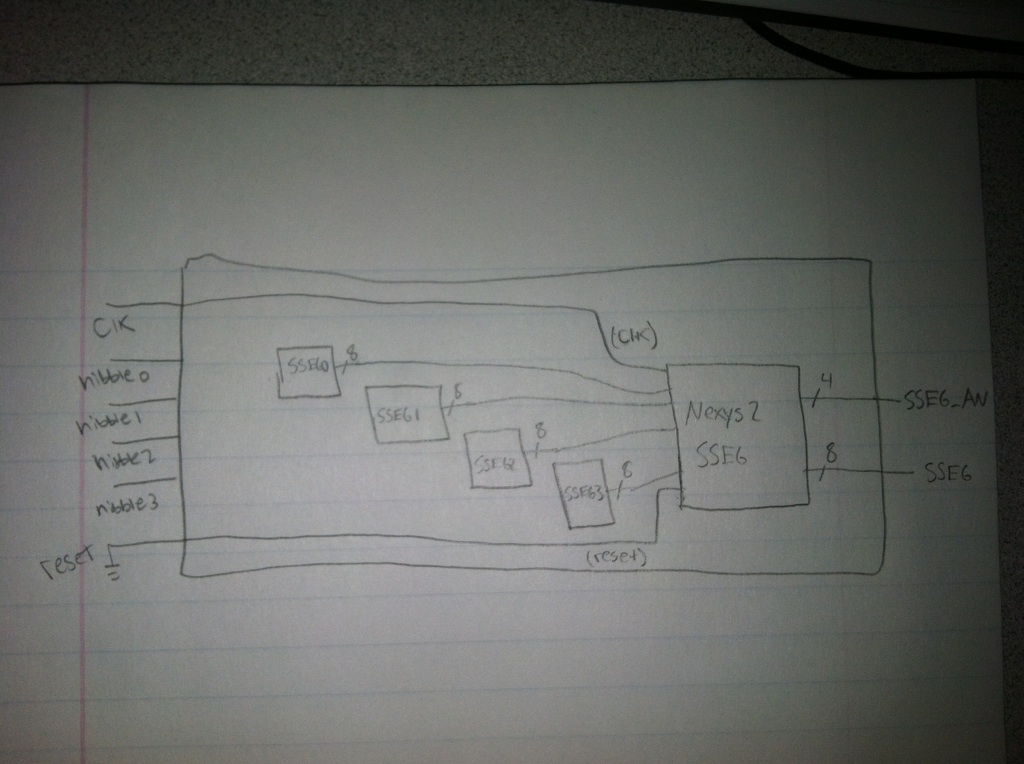 Clk
(Clk)
nibble0
SSEG0
8
nibble1
SSEG1
8
4
SSEG_AN
Nexys2
SSEG
nibble2
SSEG2
8
8
SSEG
nibble3
SSEG3
8
reset
(reset)